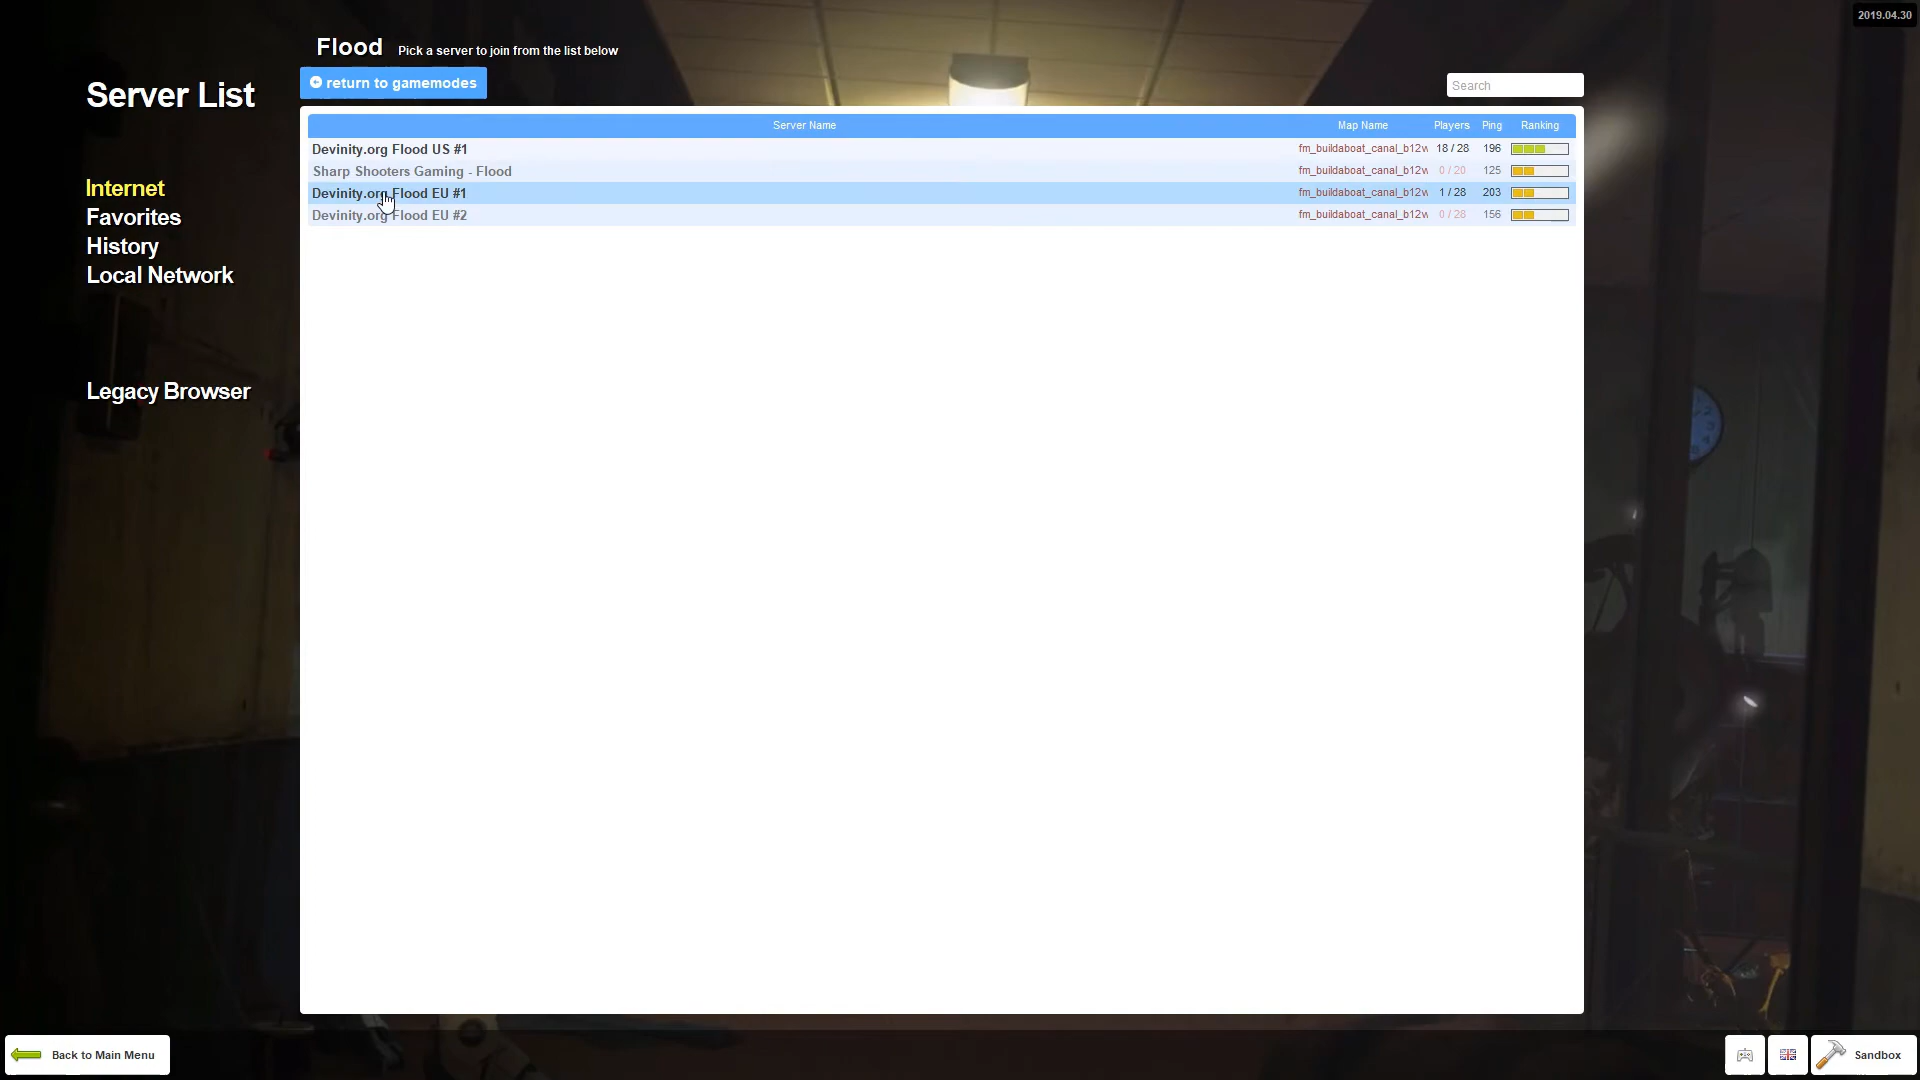 2019.04.30
Flood Pick a server to join from the list below
Server List
return to gamemodes
Search
Server Name Map Name Players Ping Ranking
Devinity.org Flood US #1 fm_buildaboat_canal_b12w 18 / 28 196
Sharp Shooters Gaming - Flood fm_buildaboat_canal_b12w 0 / 20 125
Devinity.org Flood EU #1 fm_buildaboat_canal_b12w 1 / 28 203
Devinity.org Flood EU #2 fm_buildaboat_canal_b12w 0 / 28 156
Internet
Favorites
History
Local Network
Legacy Browser
Back to Main Menu
Sandbox